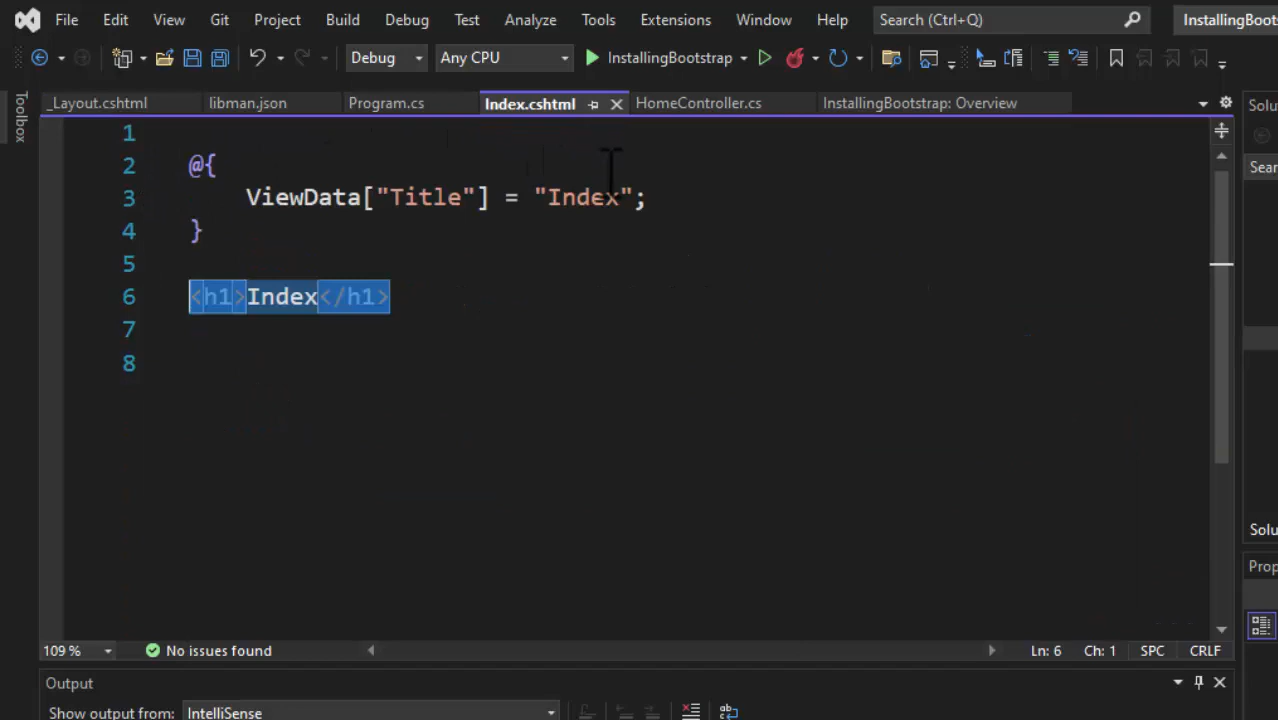 File Edit View Git Project Build Debug Test Analyze Tools Extensions Window Help Search (Ctrl+Q) InstallingBoo
Debug Any CPU InstallingBootstrap
Toolbox
_Layout.cshtml libman.json Program.cs Index.cshtml HomeController.cs InstallingBootstrap: Overview Solu
1
2 @{
Sear
3 ViewData["Title"] = "Index";
4 }
5
6 <h1>Index</h1>
7
8
Solu
Prop
109 % No issues found Ln: 6 Ch: 1 SPC CRLF
Output
Show output from: IntelliSense